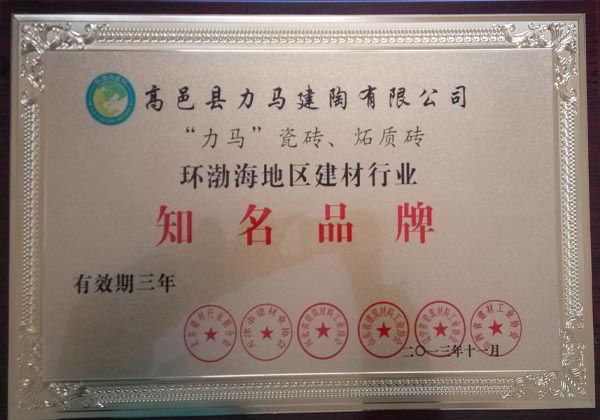 高邑县力马建陶有限公司
“力马”瓷砖、炻质砖
环渤海地区建材行业
知名品牌
有效期三年
二〇一三年十一月